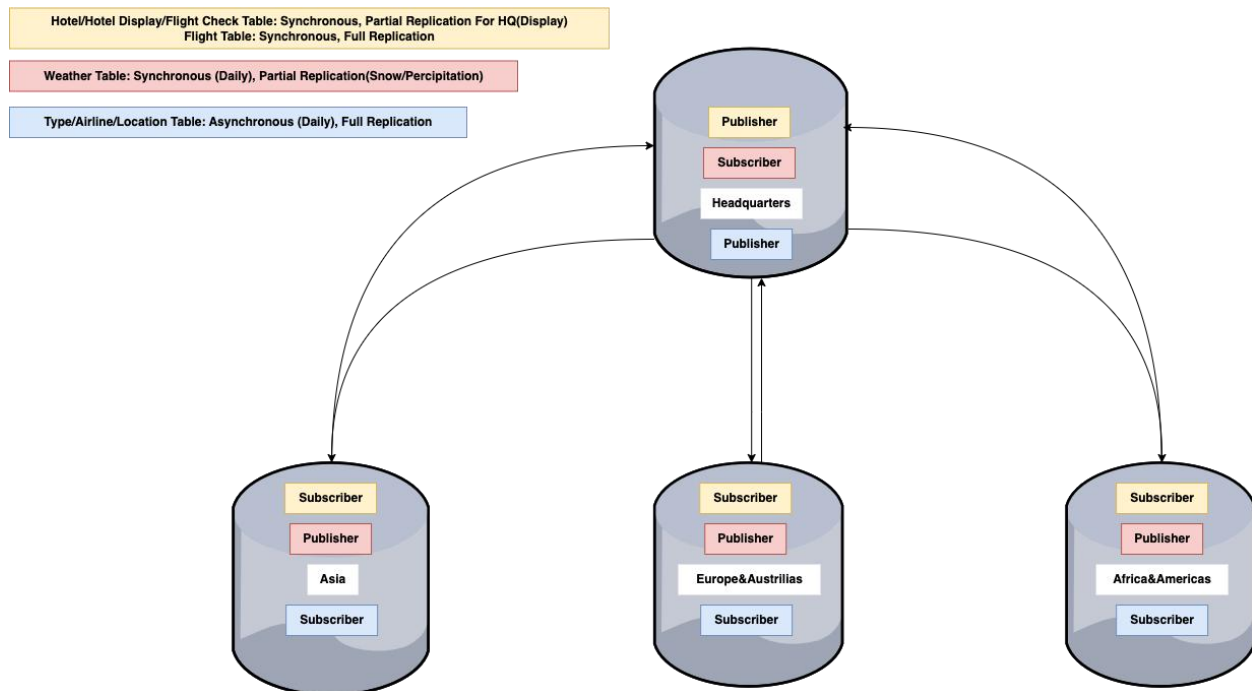 Hotel/Hotel Display/Flight Check Table: Synchronous, Partial Replication For HQ(Display)
Flight Table: Synchronous, Full Replication
Weather Table: Synchronous (Daily), Partial Replication(Snow/Percipitation)
Type/Airline/Location Table: Asynchronous (Daily), Full Replication
Publisher
Subscriber
Headquarters
Publisher
Subscriber
Publisher
Asia
Subscriber
Subscriber
Publisher
Europe&Austrilias
Subscriber
Subscriber
Publisher
Africa&Americas
Subscriber